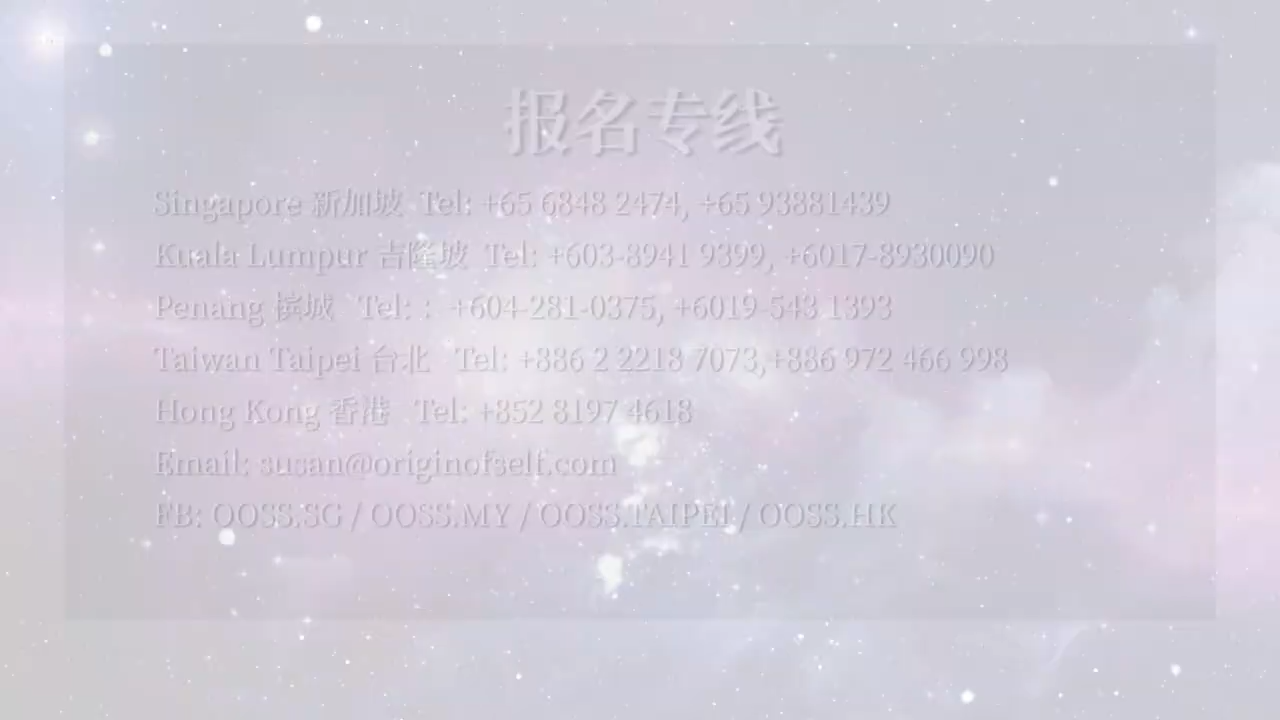 报名专线
Singapore 新加坡 Tel: +65 6848 2474, +65 93881439
Kuala Lumpur 吉隆坡 Tel: +603-8941 9399, +6017-8930090
Penang 槟城 Tel: : +604-281-0375, +6019-543 1393
Taiwan Taipei 台北 Tel: +886 2 2218 7073,+886 972 466 998
Hong Kong 香港 Tel: +852 8197 4618
Email: susan@originofself.com
FB: OOSS.SG / OOSS.MY / OOSS.TAIPEI / OOSS.HK